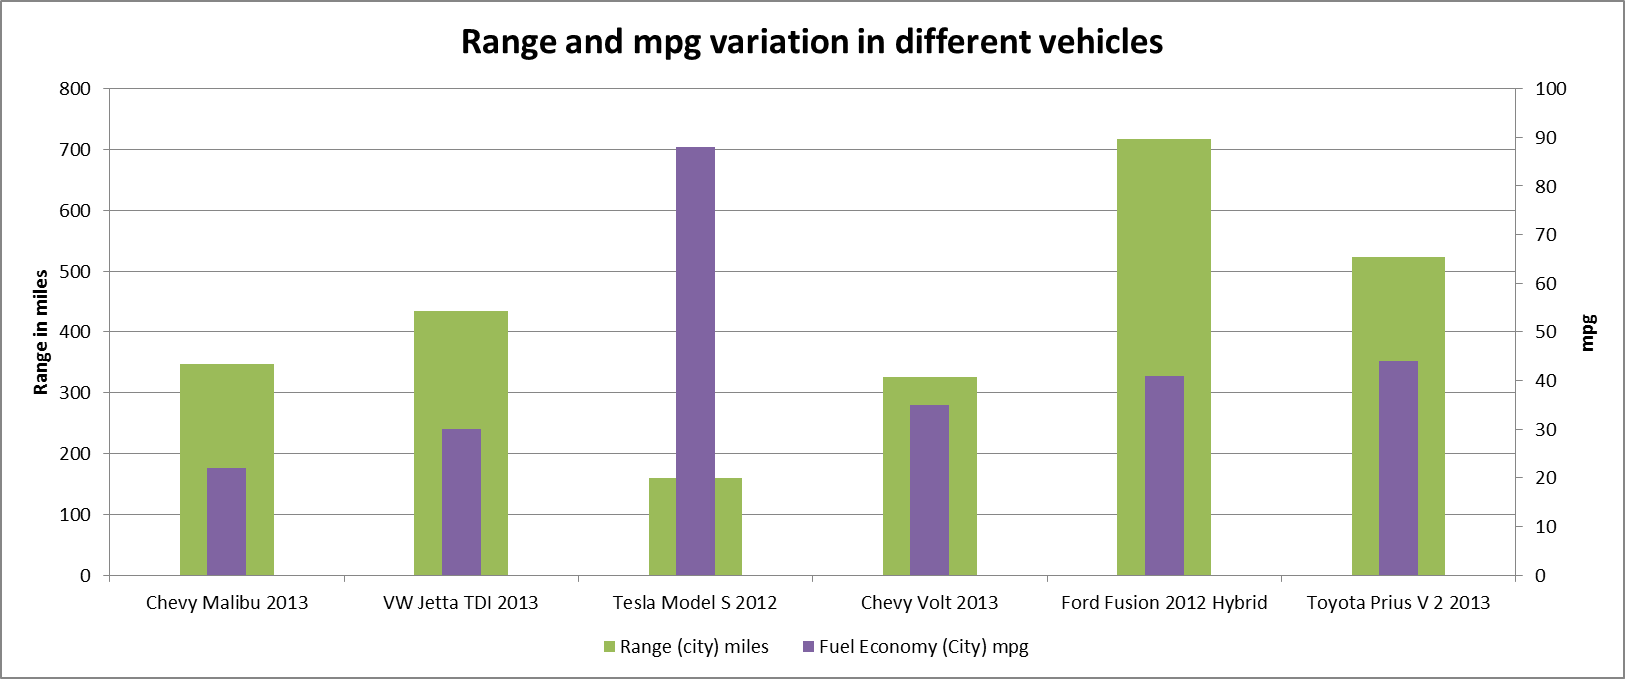 Range and mpg variation in different vehicles
800
700
600
500
400
300
200
100
0
Range in miles
100
90
80
70
60
50
40
30
20
10
0
mpg
Chevy Malibu 2013
VW Jetta TDI 2013
Tesla Model S 2012
Chevy Volt 2013
Ford Fusion 2012 Hybrid
Toyota Prius V 2 2013
Range (city) miles
Fuel Economy (City) mpg